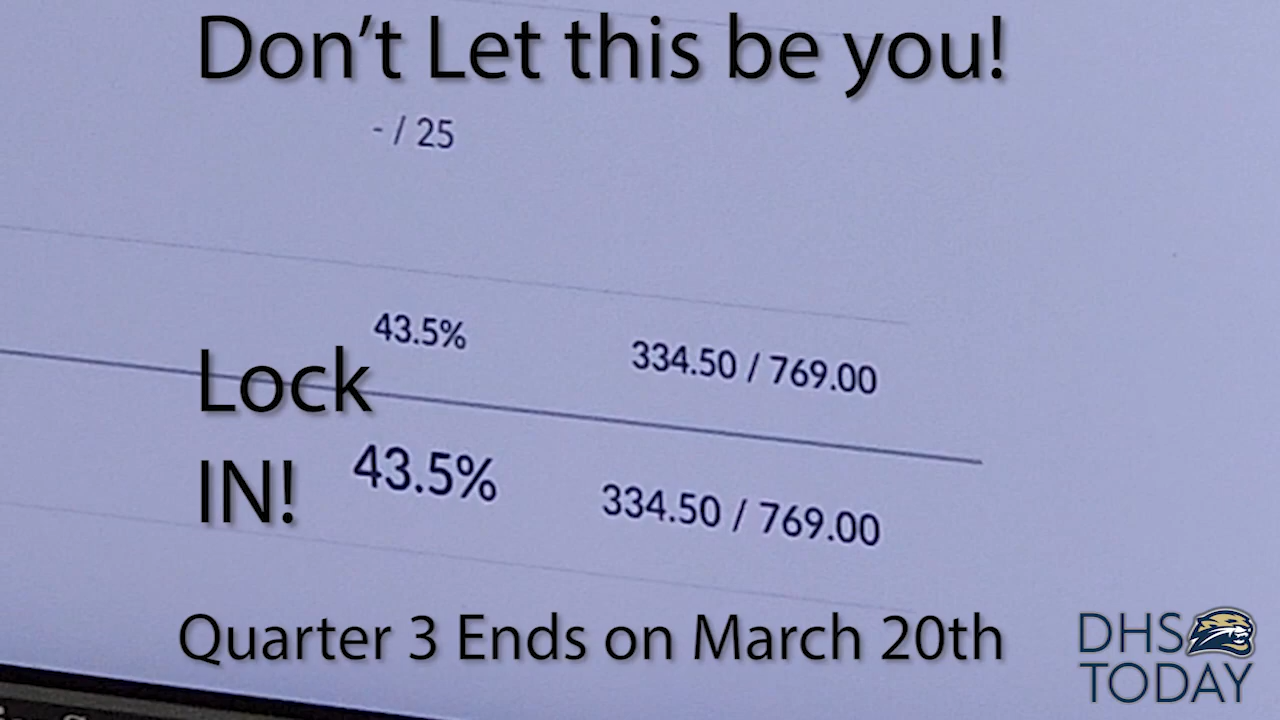 Don’t Let this be you!
- / 25
43.5%
334.50 / 769.00
Lock
IN!
43.5%
334.50 / 769.00
Quarter 3 Ends on March 20th
DHS
TODAY